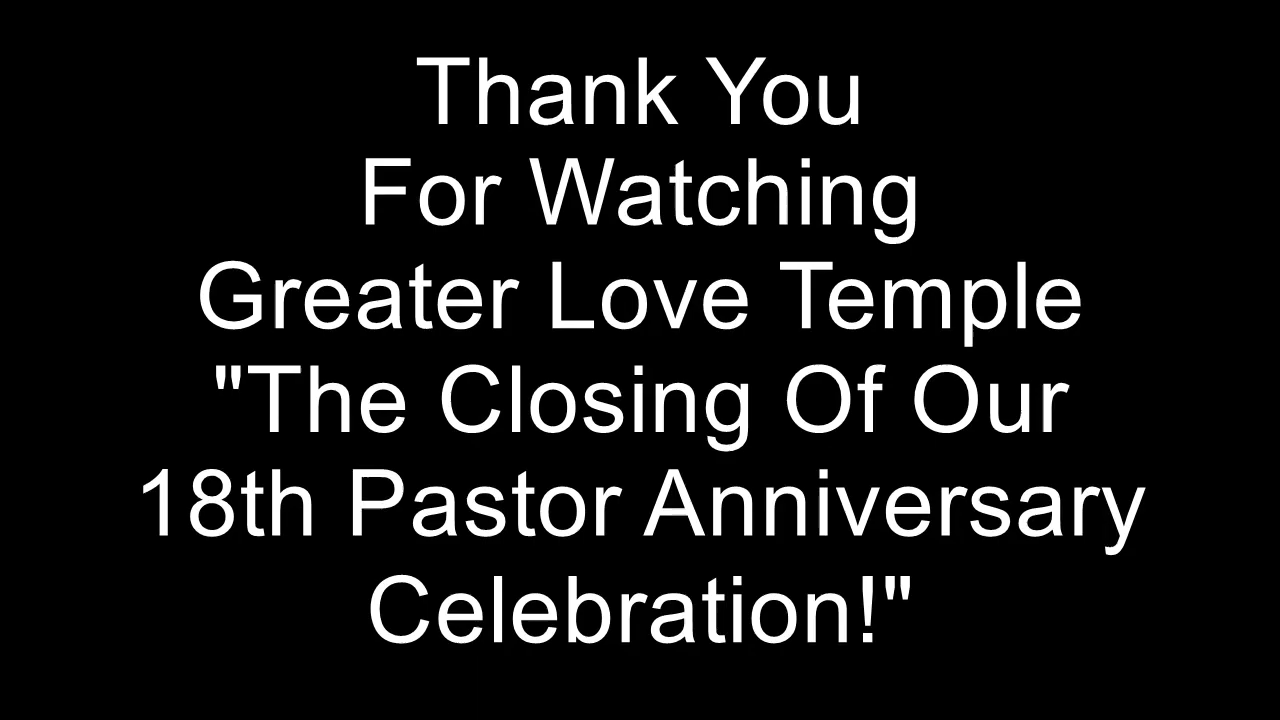 Thank You
For Watching
Greater Love Temple
"The Closing Of Our
18th Pastor Anniversary
Celebration!"